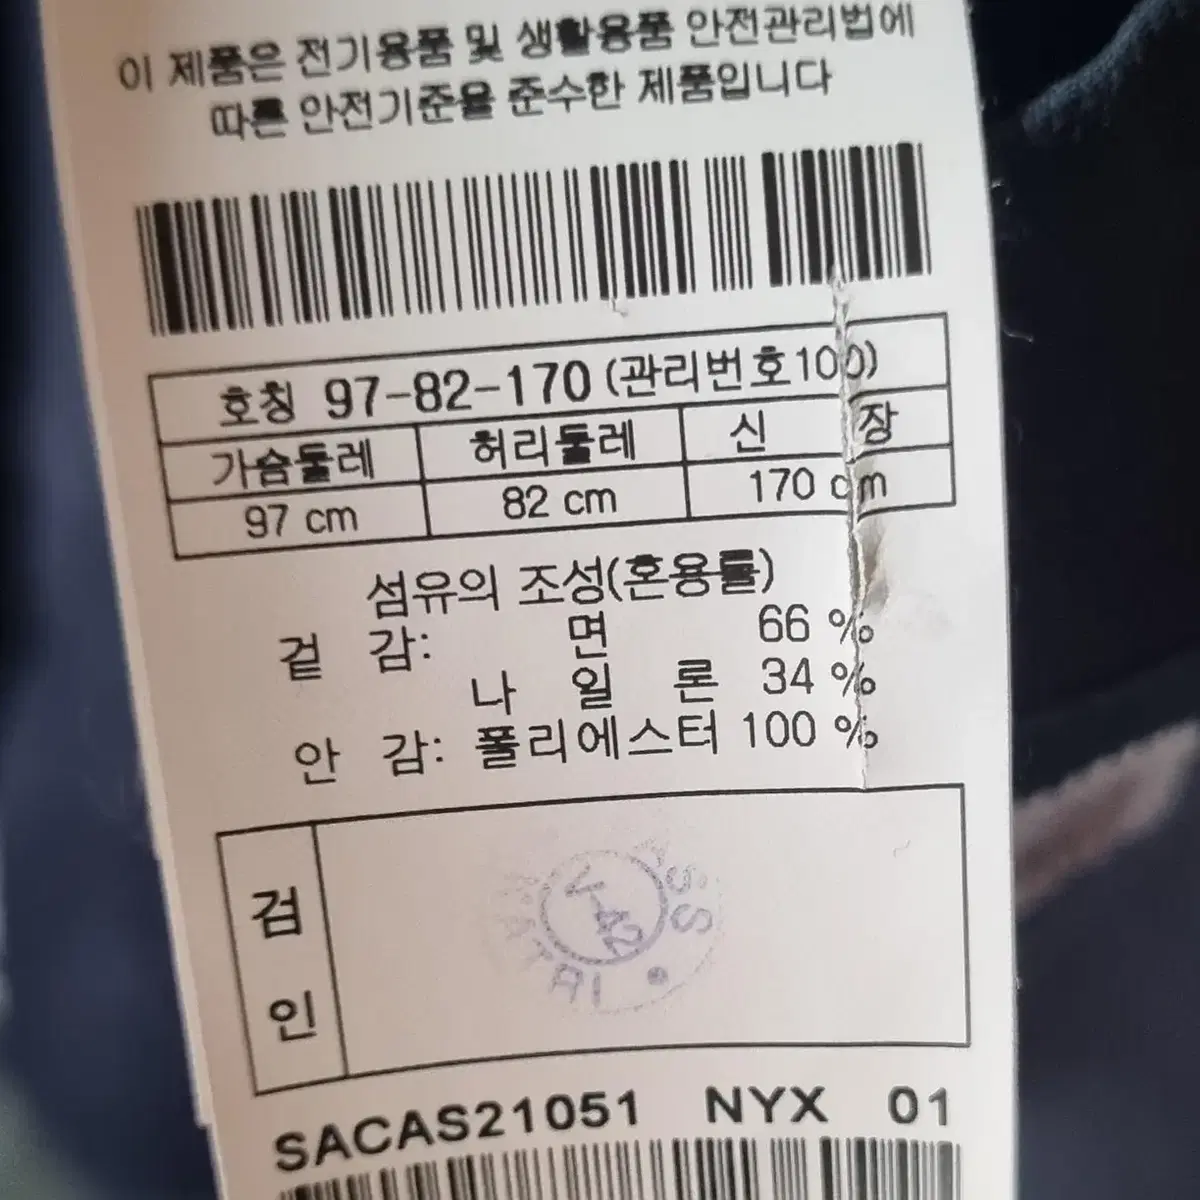 이 제품은 전기용품 및 생활용품 안전관리법에
따른 안전기준을 준수한 제품입니다
호칭 97-82-170 (관리번호100)
가슴둘레 허리둘레 신 장
97 cm 82 cm 170 cm
섬유의 조성(혼용률)
겉 감: 면 66 %
나 일 론 34 %
안 감: 폴리에스터 100 %
검
인
V-42
SACAS21051 NYX 01